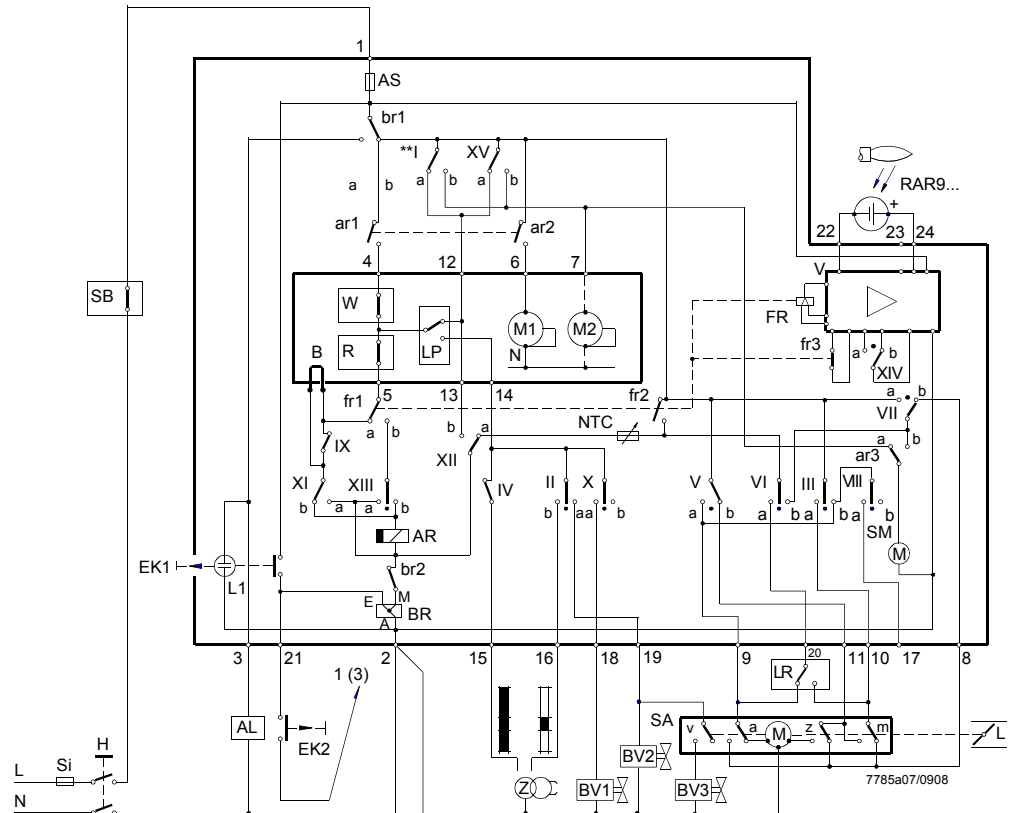 1
AS
br1
**I
XV
a b
a b
a b
RAR9...
+
ar1
ar2
22 23 24
4 12 6 7
V
SB
W
M1
M2
FR
R
LP
N
fr3
a b
B
XIV
fr1
5 13 14
fr2
a b
VII
NTC
a b
b a
a b
IX
XII
ar3
XI
XIII
IV
II
X
V
VI
III
VIII
b a a b
b a a b
a b
a b
a b a b
SM
AR
M
EK1
br2
L1
E M
BR
A
3 21 2 15 16 18 19 9 20 11 10 17 8
1 (3)
LR
AL
EK2
SA
v a M z m
L
H
BV2
L
Si
Z
BV1
BV3
7785a07/0908
N